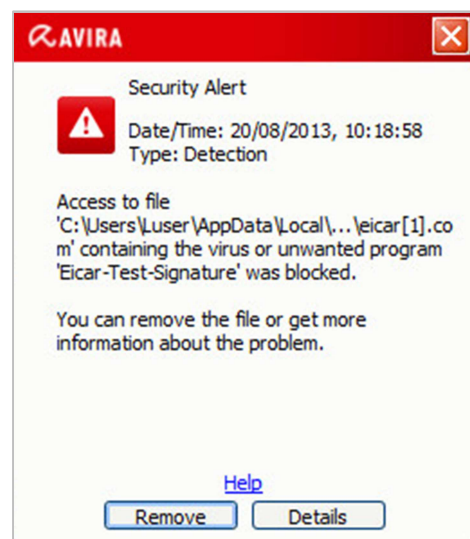 AVIRA
Security Alert
Date/Time: 20/08/2013, 10:18:58
Type: Detection
Access to file
'C:\Users\Luser\AppData\Local\...\eicar[1].co
m' containing the virus or unwanted program
'Eicar-Test-Signature' was blocked.
You can remove the file or get more
information about the problem.
Help
Remove
Details